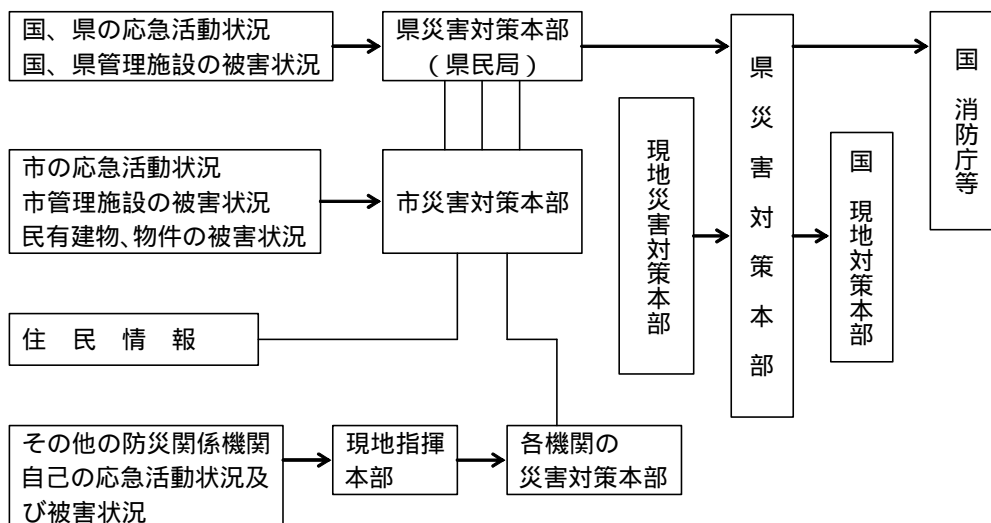 国、県の応急活動状況
国、県管理施設の被害状況
県災害対策本部
(県民局)
県災害対策本部
国 消防庁等
現地災害対策本部
国 現地対策本部
市の応急活動状況
市管理施設の被害状況
民有建物、物件の被害状況
市災害対策本部
住 民 情 報
その他の防災関係機関
自己の応急活動状況及
び被害状況
現地指揮
本部
各機関の
災害対策本部